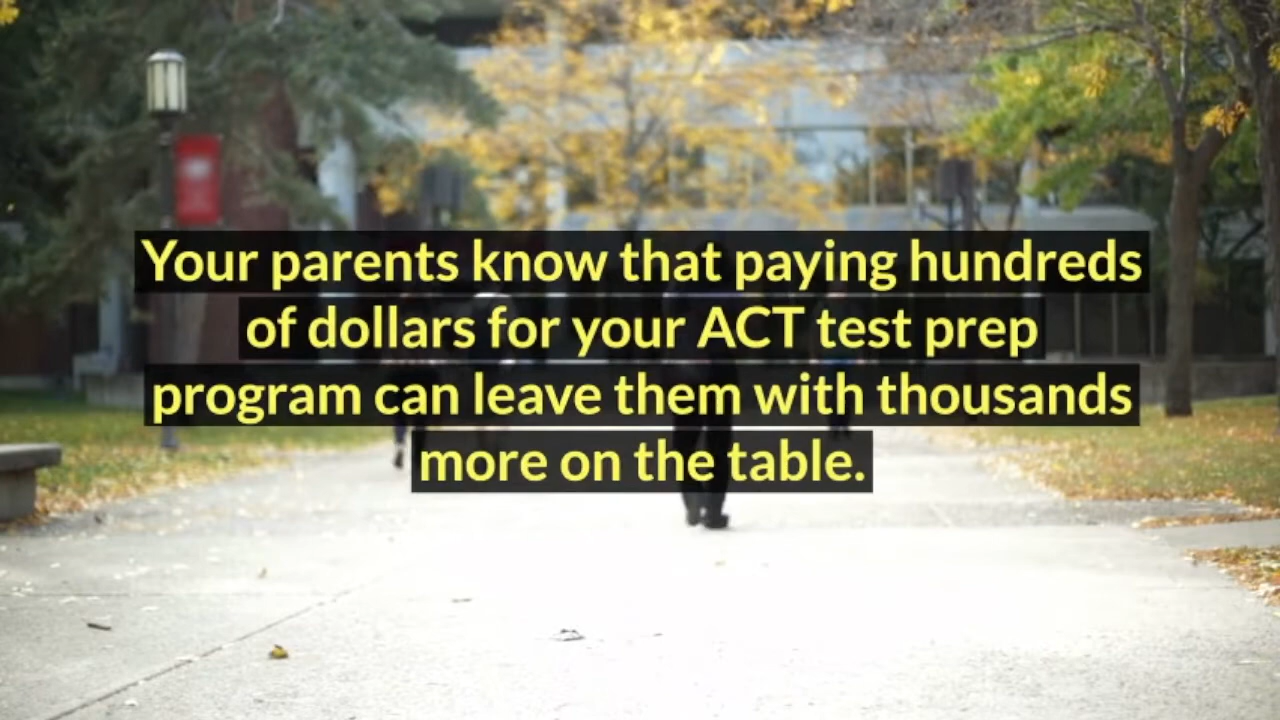 Your parents know that paying hundreds
of dollars for your ACT test prep
program can leave them with thousands
more on the table.